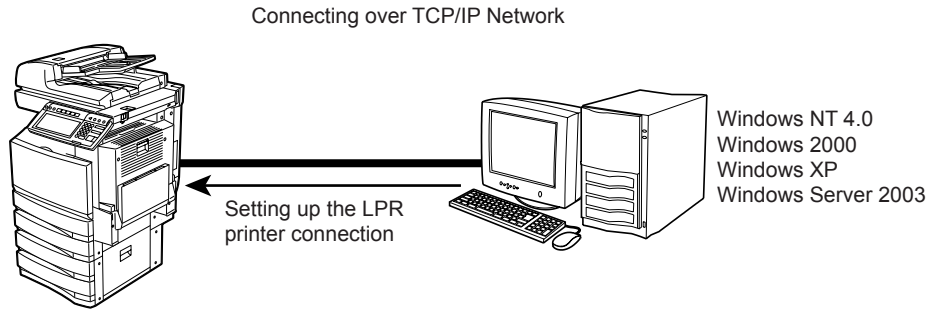 Connecting over TCP/IP Network
Windows NT 4.0
Windows 2000
Windows XP
Windows Server 2003
Setting up the LPR
printer connection